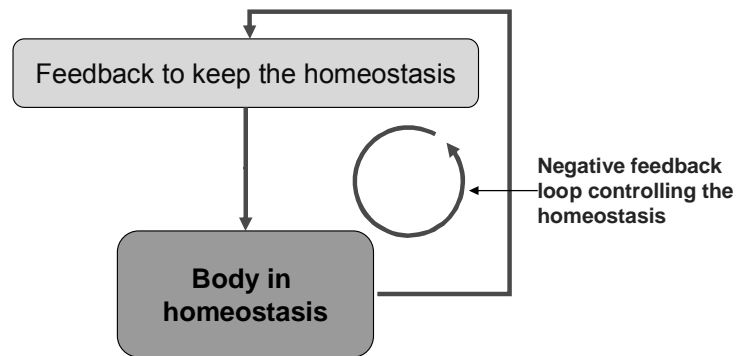 Feedback to keep the homeostasis
Negative feedback
loop controlling the
homeostasis
Body in
homeostasis